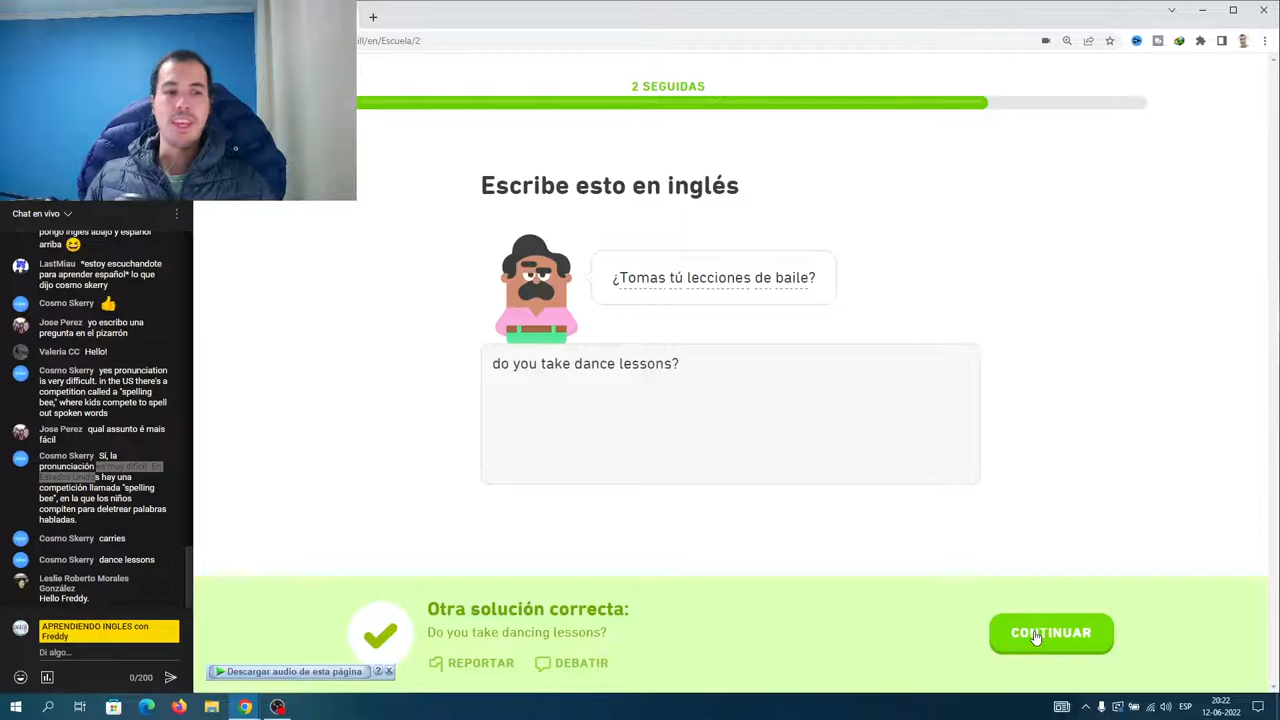 ill/en/Escuela/2
2 SEGUIDAS
Escribe esto en inglés
¿Tomas tú lecciones de baile?
do you take dance lessons?
Otra solución correcta:
Do you take dancing lessons?
REPORTAR
DEBATIR
CONTINUAR
Descargar audio de esta página
?
Chat en vivo
pongo ingles abajo y español
arriba
LastMiau *estoy escuchandote
para aprender español* lo que
dijo cosmo skerry
Cosmo Skerry
Jose Perez yo escribo una
pregunta en el pizarrón
Valeria CC Hello!
Cosmo Skerry yes pronunciation
is very difficult. in the US there's a
competition called a "spelling
bee," where kids compete to spell
out spoken words
Jose Perez qual assunto é mais
fácil
Cosmo Skerry Sí, la
pronunciación es muy difícil. En
Estados Unidos hay una
competición llamada "spelling
bee", en la que los niños
compiten para deletrear palabras
habladas.
Cosmo Skerry carries
Cosmo Skerry dance lessons
Leslie Roberto Morales
González
Hello Freddy.
APRENDIENDO INGLES con
Freddy
Di algo...
0/200
ESP
20:22
12-06-2022